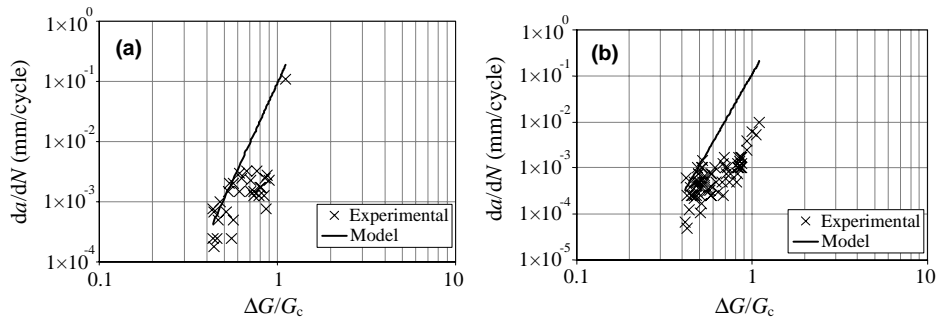 (a)
da/dN (mm/cycle)
1×10⁰
1×10⁻¹
1×10⁻²
1×10⁻³
1×10⁻⁴
Experimental
Model
0.1 1 10
ΔG/Gc
(b)
da/dN (mm/cycle)
1×10⁰
1×10⁻¹
1×10⁻²
1×10⁻³
1×10⁻⁴
1×10⁻⁵
Experimental
Model
0.1 1 10
ΔG/Gc